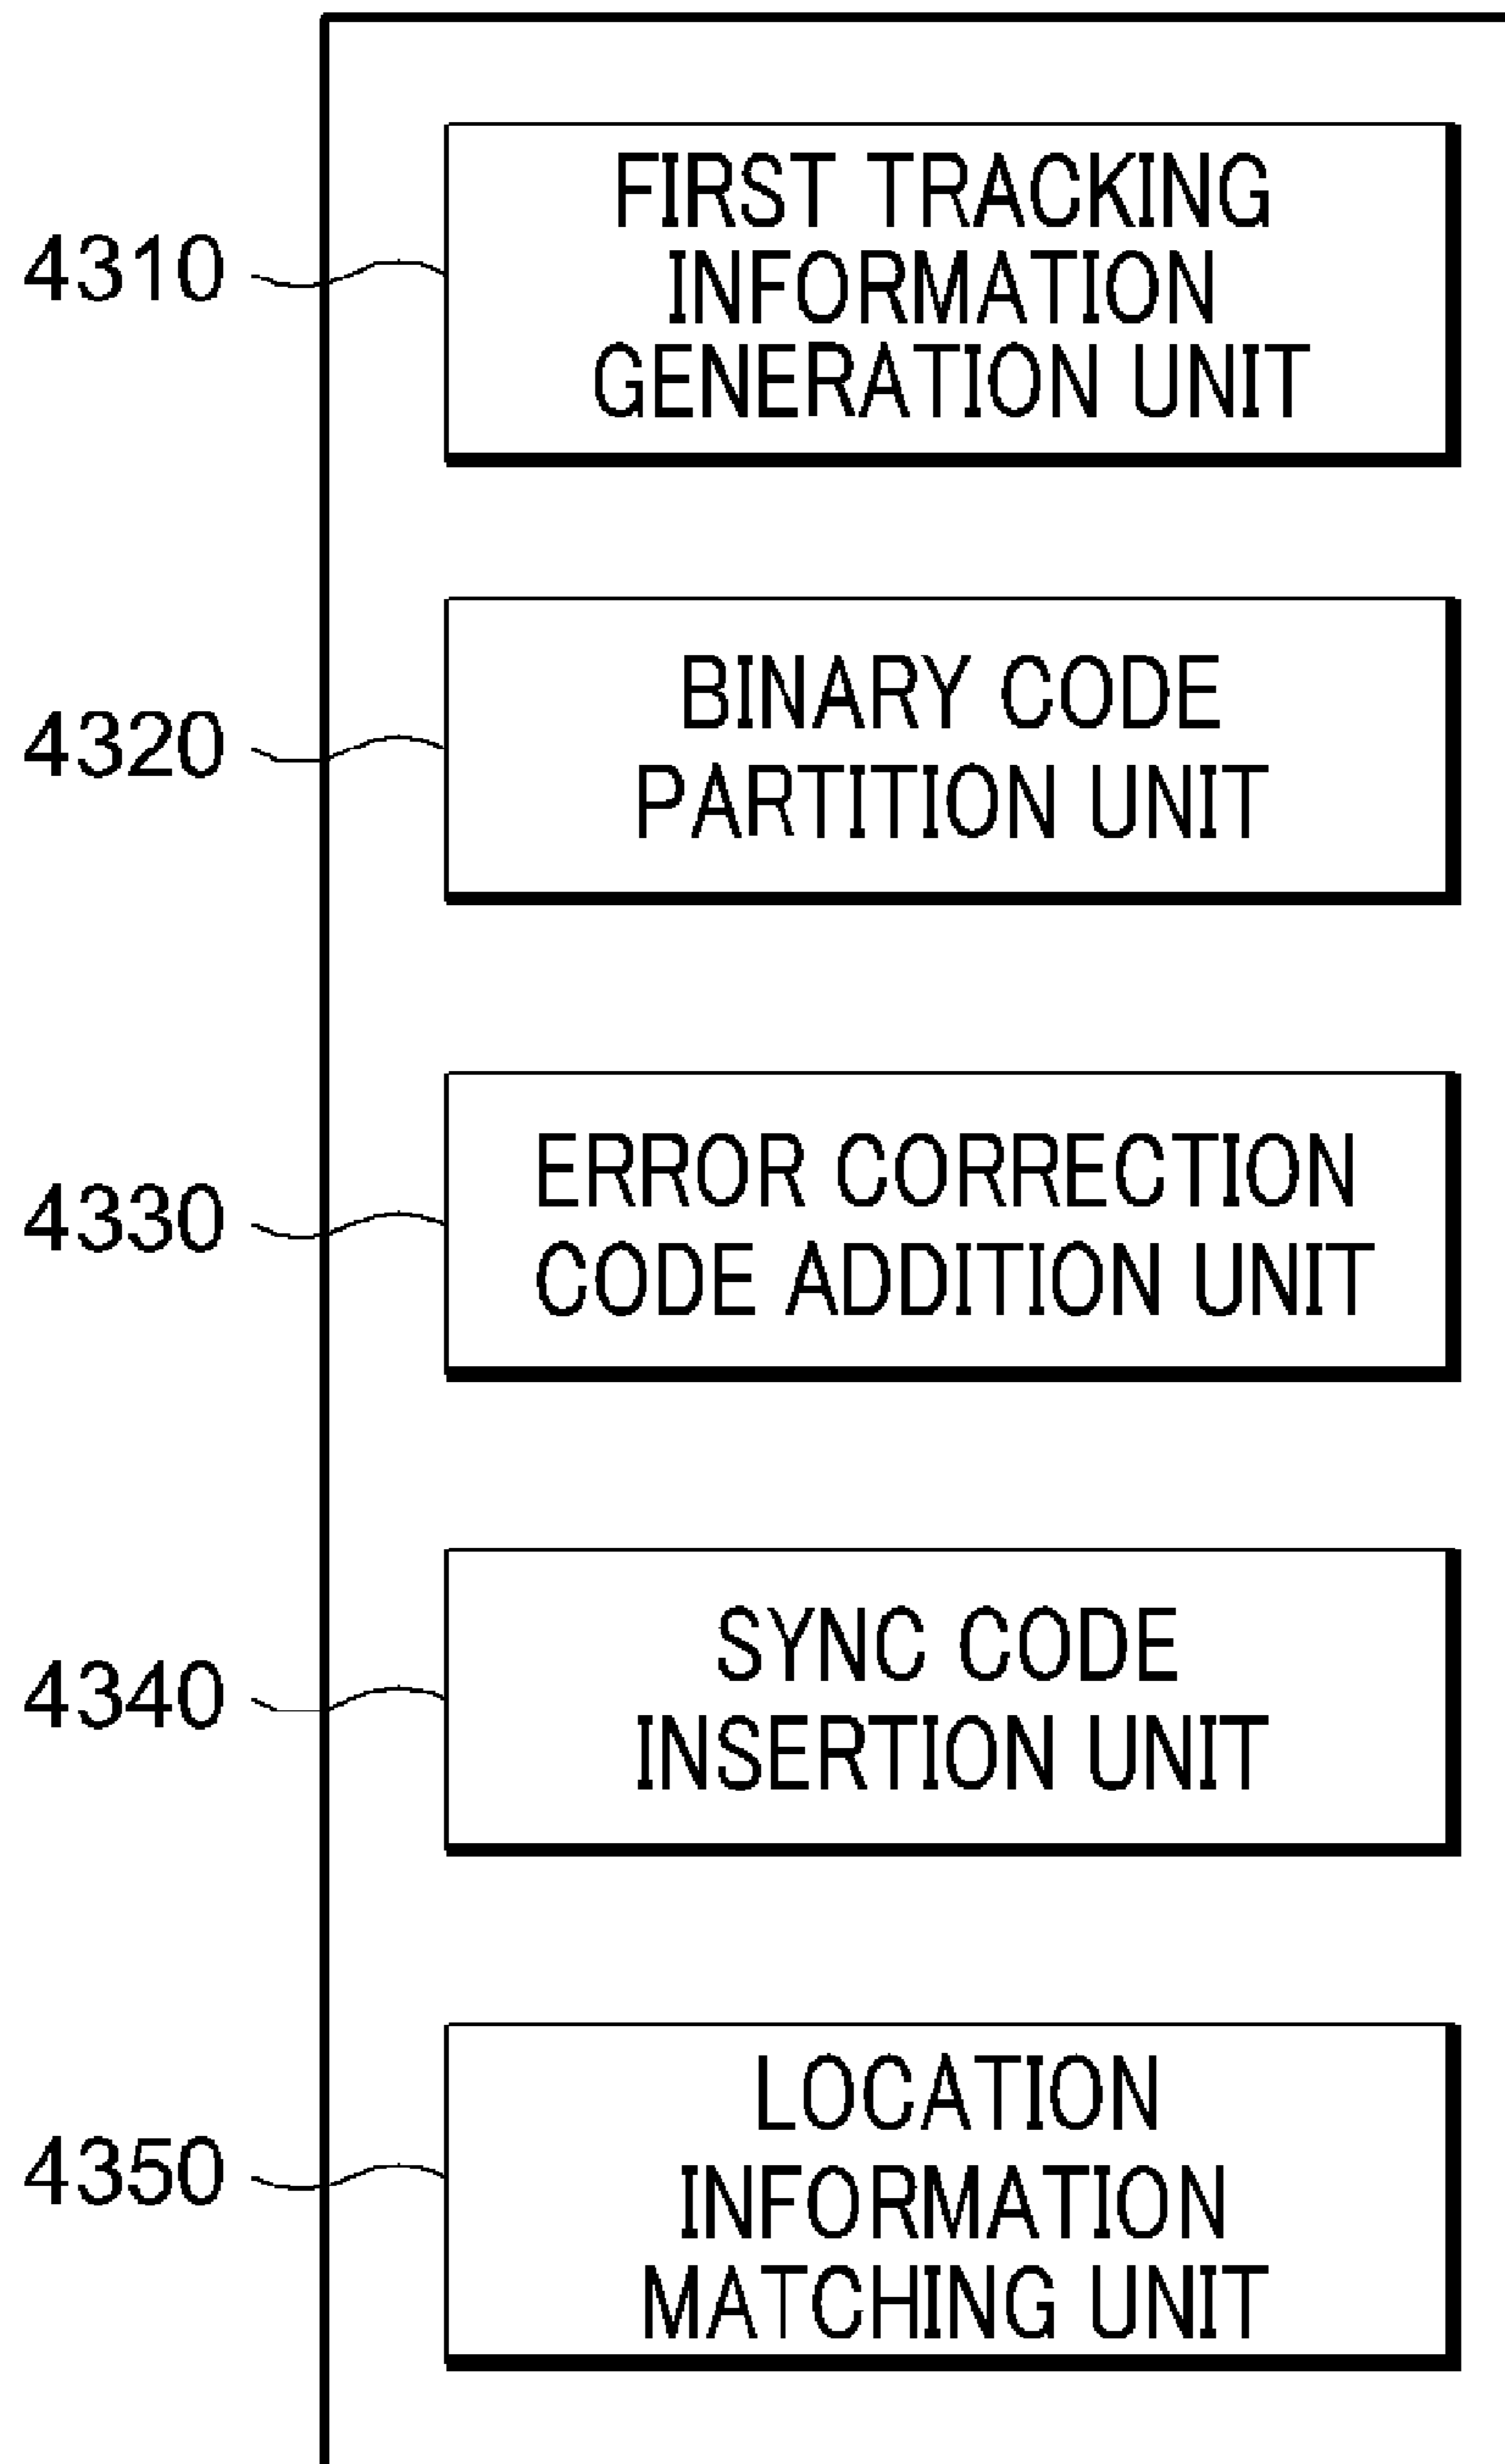 4310
FIRST TRACKING
INFORMATION
GENERATION UNIT
4320
BINARY CODE
PARTITION UNIT
4330
ERROR CORRECTION
CODE ADDITION UNIT
4340
SYNC CODE
INSERTION UNIT
4350
LOCATION
INFORMATION
MATCHING UNIT